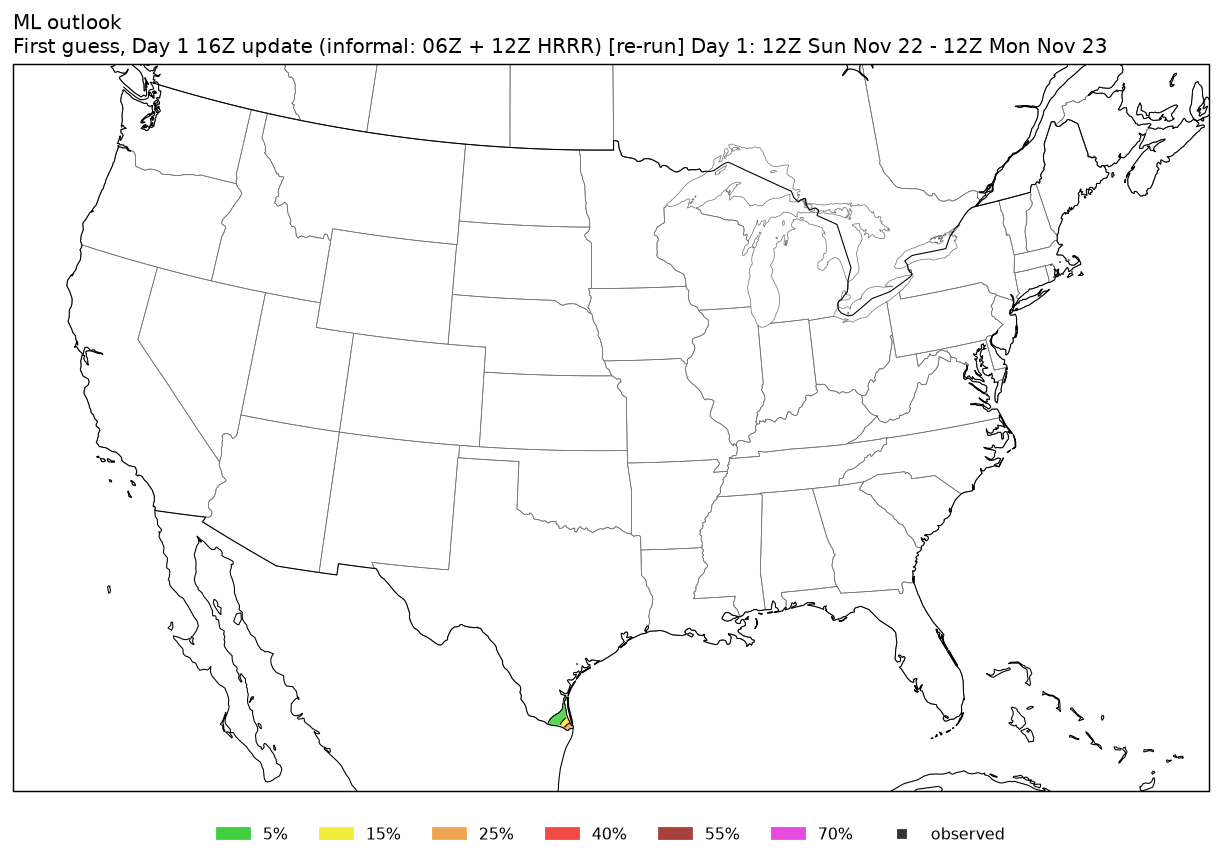 ML outlook
First guess, Day 1 16Z update (informal: 06Z + 12Z HRRR) [re-run] Day 1: 12Z Sun Nov 22 - 12Z Mon Nov 23
5% 15% 25% 40% 55% 70% observed